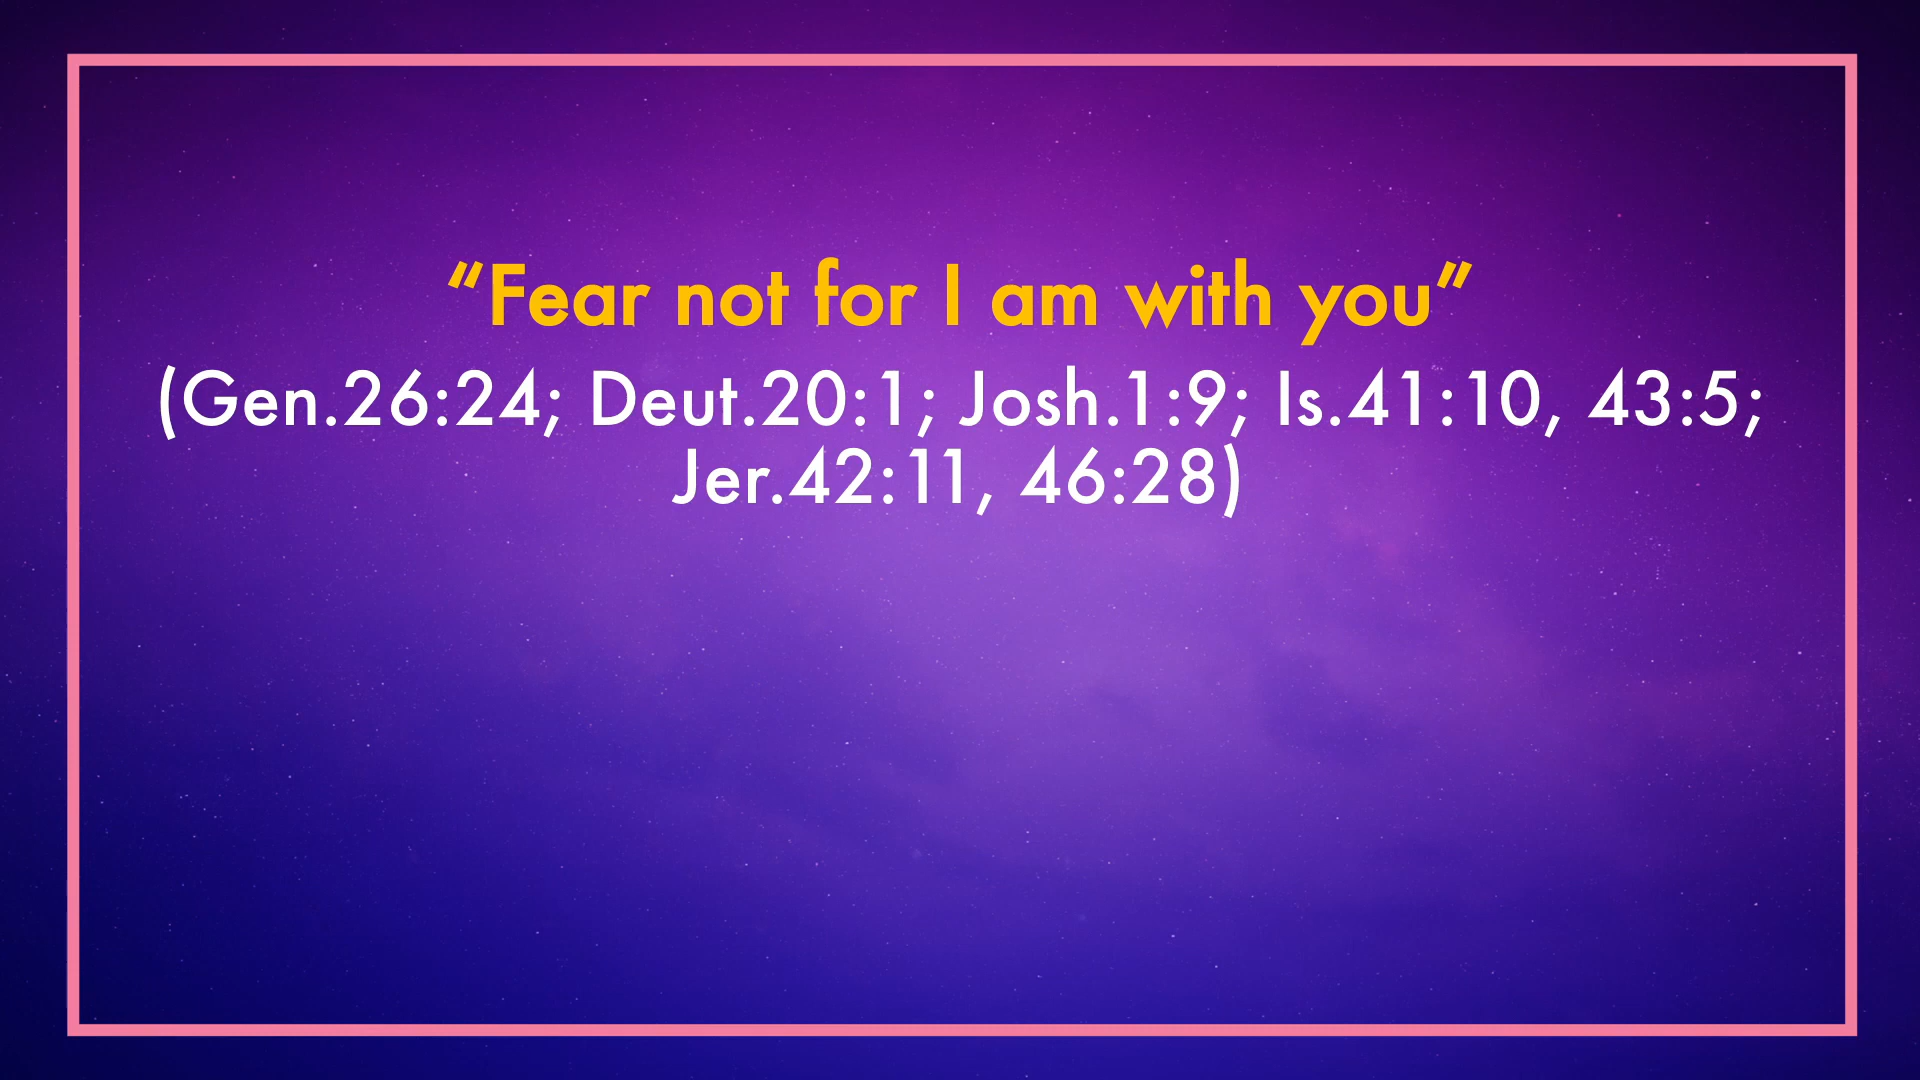 “Fear not for I am with you”
(Gen.26:24; Deut.20:1; Josh.1:9; Is.41:10, 43:5;
Jer.42:11, 46:28)